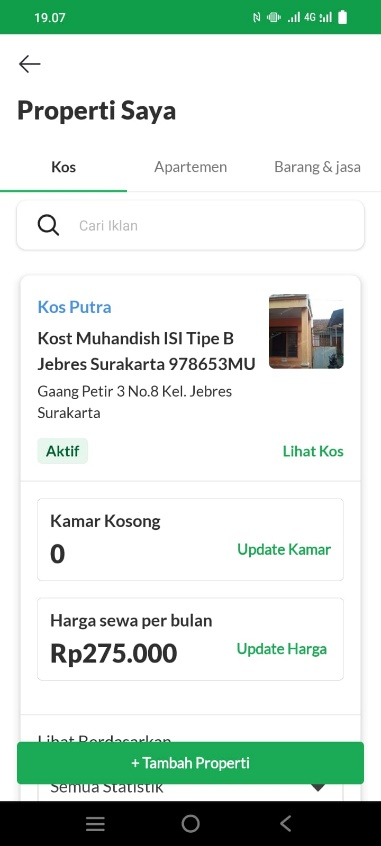 19.07
4G
Properti Saya
Kos
Apartemen
Barang & jasa
Cari Iklan
Kos Putra
Kost Muhandish ISI Tipe B
Jebres Surakarta 978653MU
Gaang Petir 3 No.8 Kel. Jebres
Surakarta
Aktif
Lihat Kos
Kamar Kosong
0
Update Kamar
Harga sewa per bulan
Rp275.000
Update Harga
Lihat Berdasarkan
+ Tambah Properti
Semua Statistik